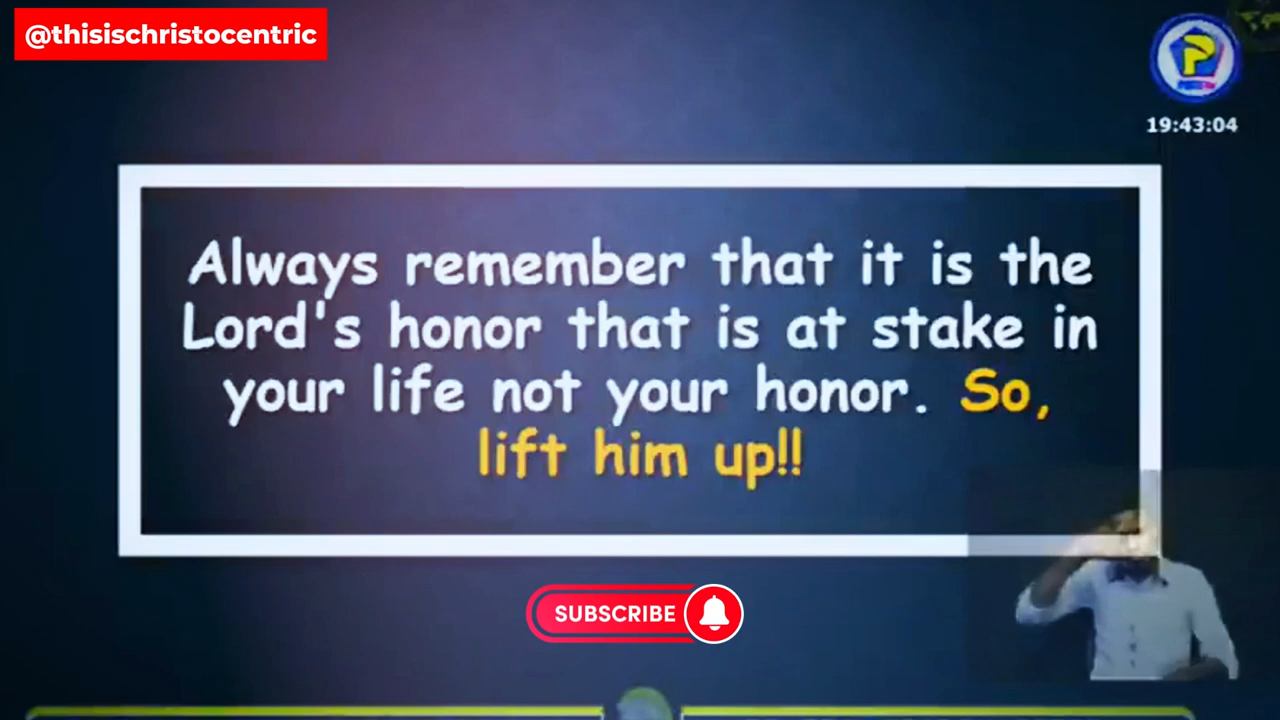 @thisischristocentric
P
19:43:04
Always remember that it is the
Lord's honor that is at stake in
your life not your honor. So,
lift him up!!
SUBSCRIBE